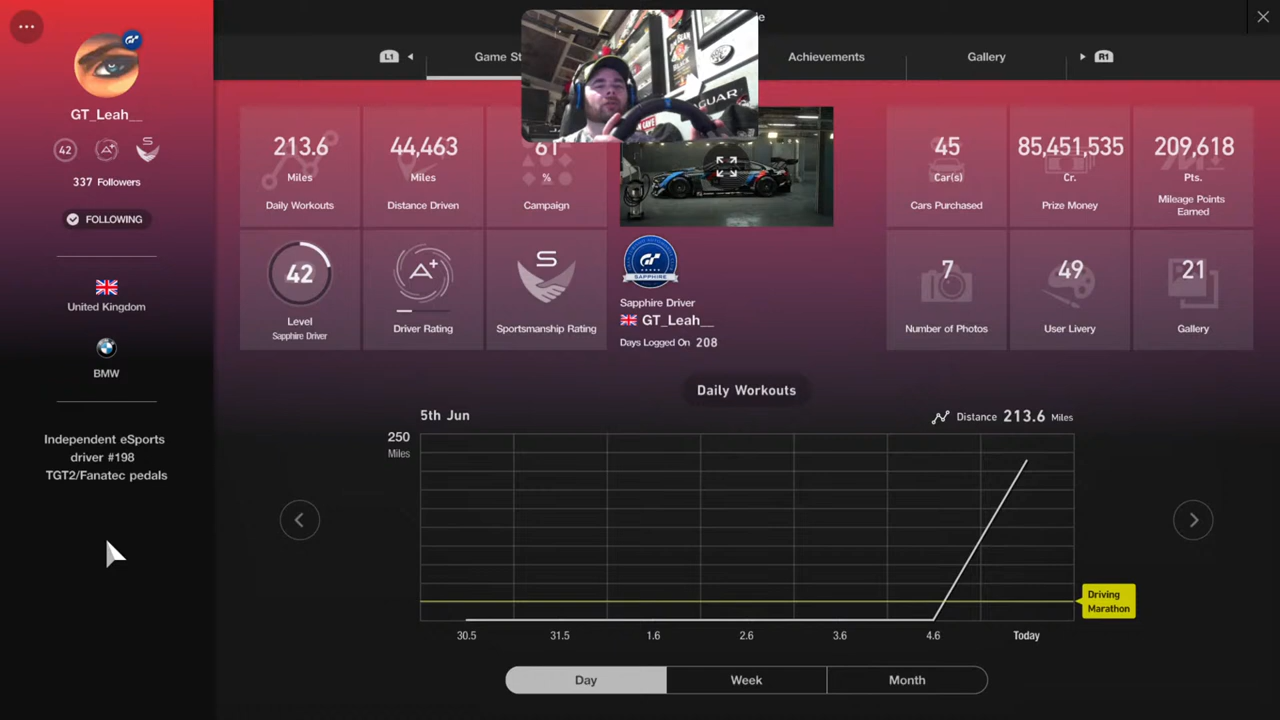 L1
Game St
Achievements
Gallery
R1
GT_Leah__
42
A+
S
337 Followers
FOLLOWING
United Kingdom
BMW
Independent eSports
driver #198
TGT2/Fanatec pedals
213.6
Miles
Daily Workouts
44,463
Miles
Distance Driven
61
%
Campaign
JAGUAR
45
Car(s)
Cars Purchased
85,451,535
Cr.
Prize Money
209,618
Pts.
Mileage Points
Earned
42
Level
Sapphire Driver
A+
Driver Rating
S
Sportsmanship Rating
SAPPHIRE
Sapphire Driver
GT_Leah__
Days Logged On 208
7
Number of Photos
49
User Livery
21
Gallery
Daily Workouts
5th Jun
Distance 213.6 Miles
250
Miles
Driving
Marathon
30.5
31.5
1.6
2.6
3.6
4.6
Today
Day
Week
Month